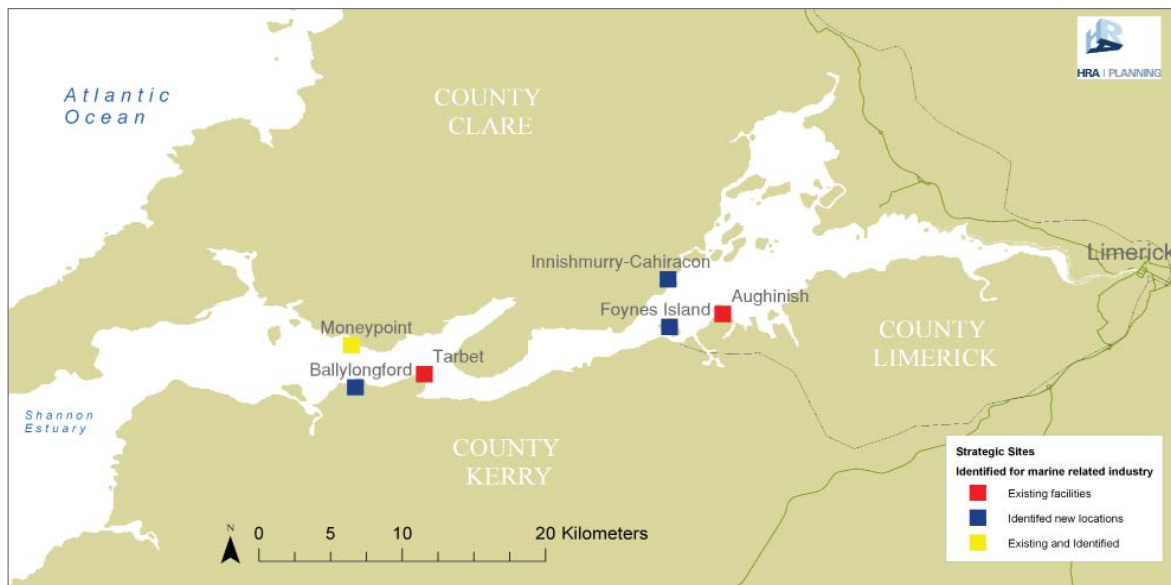 HRA | PLANNING
Atlantic
Ocean
COUNTY
CLARE
Limerick
Innishmurry-Cahiracon
Foynes Island
Aughinish
COUNTY
LIMERICK
Moneypoint
Tarbet
Ballylongford
Shannon
Estuary
COUNTY
KERRY
Strategic Sites
Identified for marine related industry
Existing facilities
Identifed new locations
Existing and Identified
N
0 5 10 20 Kilometers